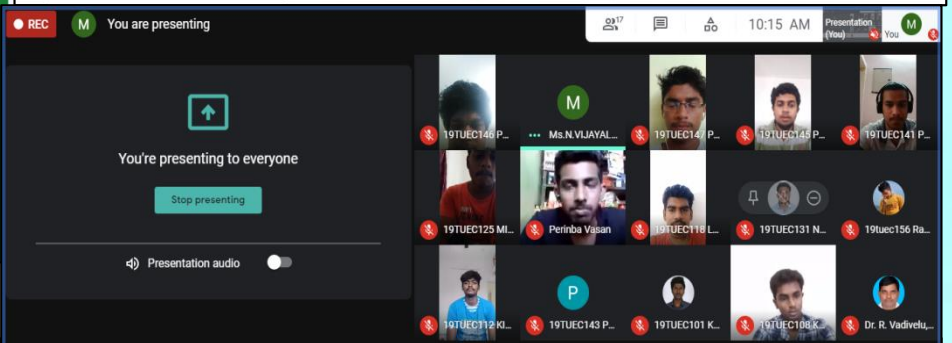 REC M You are presenting 17 10:15 AM Presentation (You) You M
You're presenting to everyone
Stop presenting
Presentation audio
19TUEC146 P... M Ms.N.VIJAYAL... 19TUEC147 P... 19TUEC145 P... 19TUEC141 P...
19TUEC125 MI... Perinba Vasan 19TUEC118 L... 19TUEC131 N... 19tuec156 Ra...
19TUEC112 KI... P 19TUEC143 P... 19TUEC101 K... 19TUEC108 K... Dr. R. Vadivelu,...